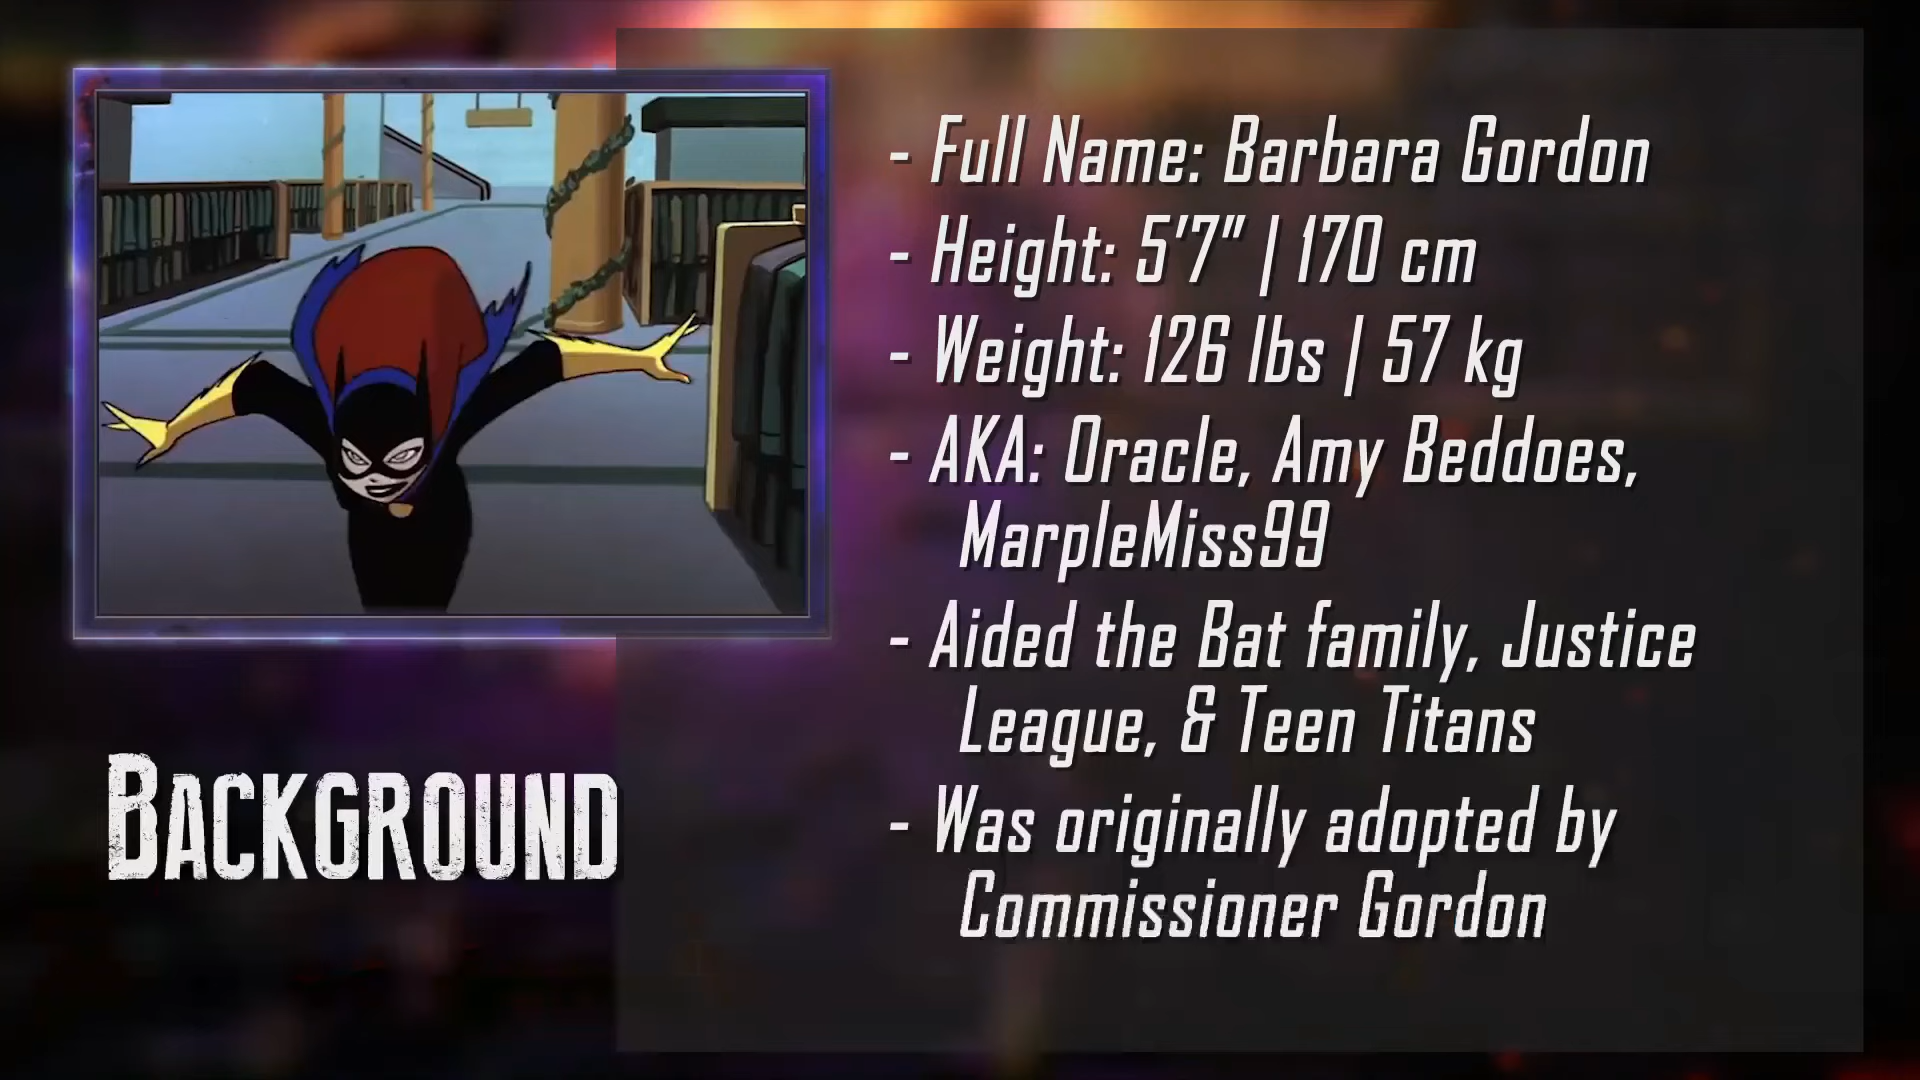 - Full Name: Barbara Gordon
- Height: 5'7" | 170 cm
- Weight: 126 lbs | 57 kg
- AKA: Oracle, Amy Beddoes,
MarpleMiss99
- Aided the Bat family, Justice
League, & Teen Titans
- Was originally adopted by
Commissioner Gordon
BACKGROUND